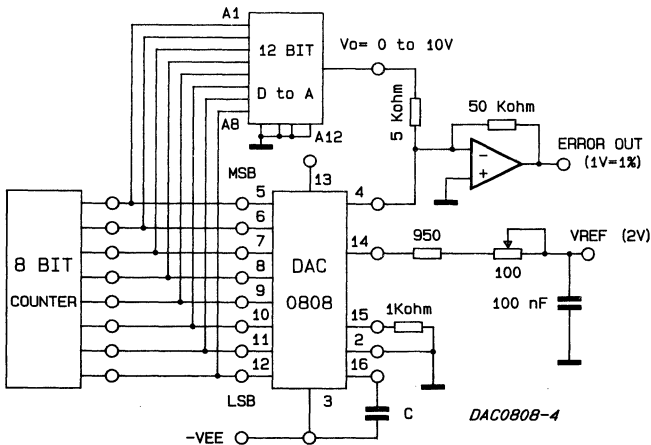 A1
12 BIT
D to A
A8
A12
Vo= 0 to 10V
5 Kohm
50 Kohm
-
+
ERROR OUT
(1V=1%)
MSB
13
5
4
6
7
14
950
VREF (2V)
8 BIT
COUNTER
8
DAC
0808
100
9
100 nF
10
15
1Kohm
11
2
12
16
LSB
3
C
-VEE
DAC0808-4